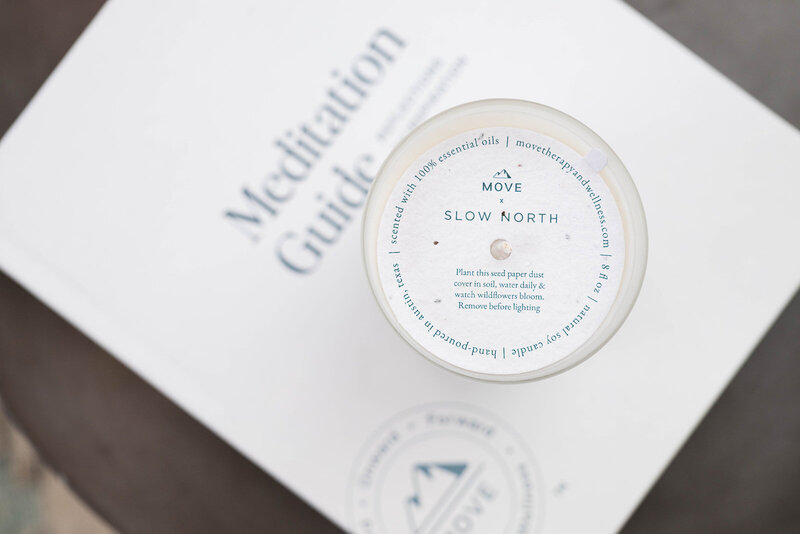 Meditation
Guide
MOVE
x
SLOW NORTH
Plant this seed paper dust
cover in soil, water daily &
watch wildflowers bloom.
Remove before lighting
scented with 100% essential oils | movetherapyandwellness.com | 8 fl oz | natural soy candle | hand-poured in austin, texas |
Onward • Forward
MOVE